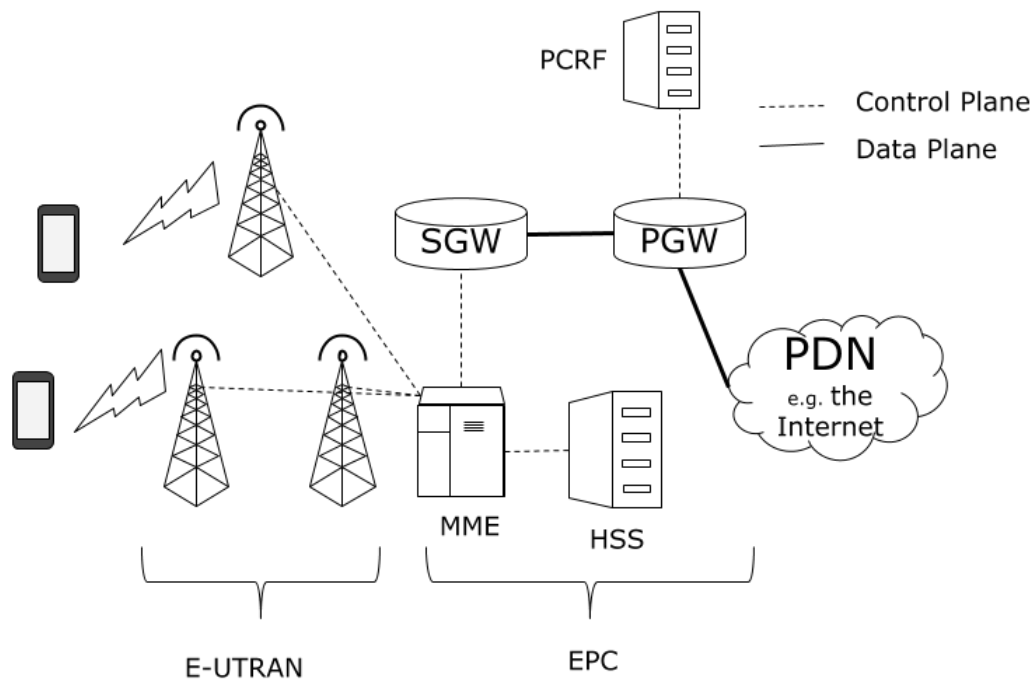 PCRF
Control Plane
Data Plane
SGW
PGW
PDN
e.g. the
Internet
MME
HSS
E-UTRAN
EPC